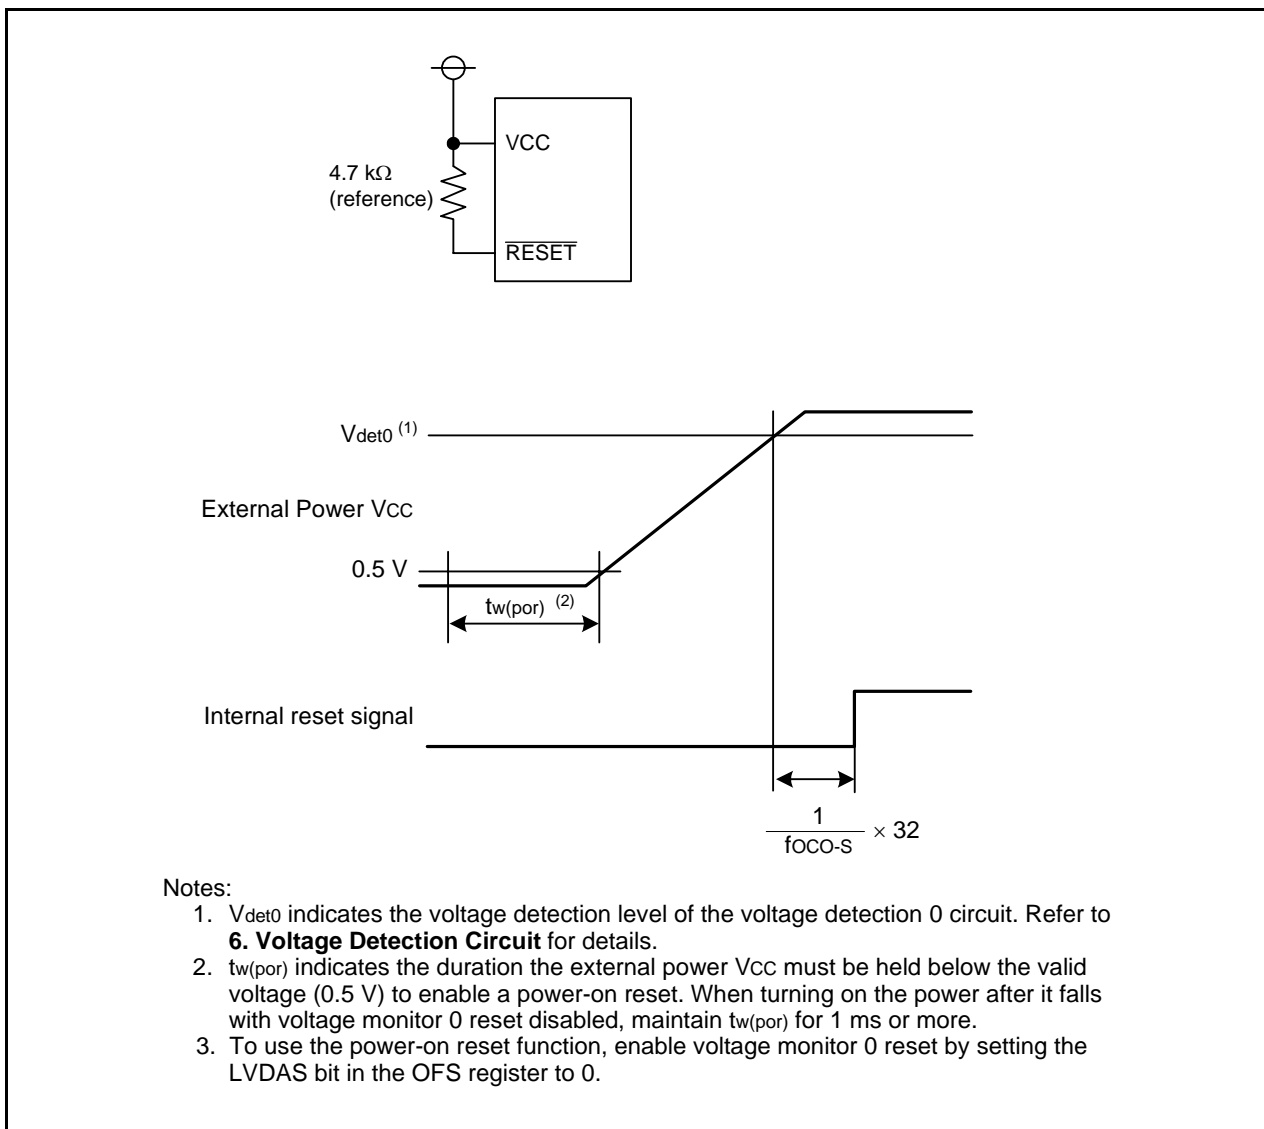 VCC
4.7 kΩ
(reference)
RESET
Vdet0 (1)
External Power VCC
0.5 V
tw(por) (2)
Internal reset signal
1
fOCO-S
× 32
Notes:
1. Vdet0 indicates the voltage detection level of the voltage detection 0 circuit. Refer to
6. Voltage Detection Circuit for details.
2. tw(por) indicates the duration the external power VCC must be held below the valid
voltage (0.5 V) to enable a power-on reset. When turning on the power after it falls
with voltage monitor 0 reset disabled, maintain tw(por) for 1 ms or more.
3. To use the power-on reset function, enable voltage monitor 0 reset by setting the
LVDAS bit in the OFS register to 0.